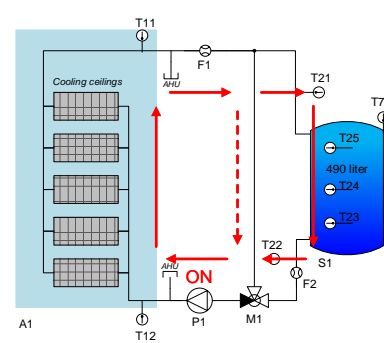 T11
AHU
F1
Cooling ceilings
T21
T7
T25
490 liter
T24
T23
T22
S1
AHU
ON
F2
P1
M1
A1
T12